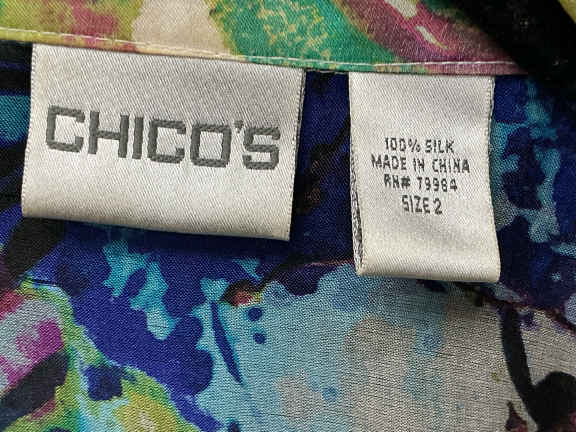 CHICO'S
100% SILK
MADE IN CHINA
RN# 79984
SIZE 2